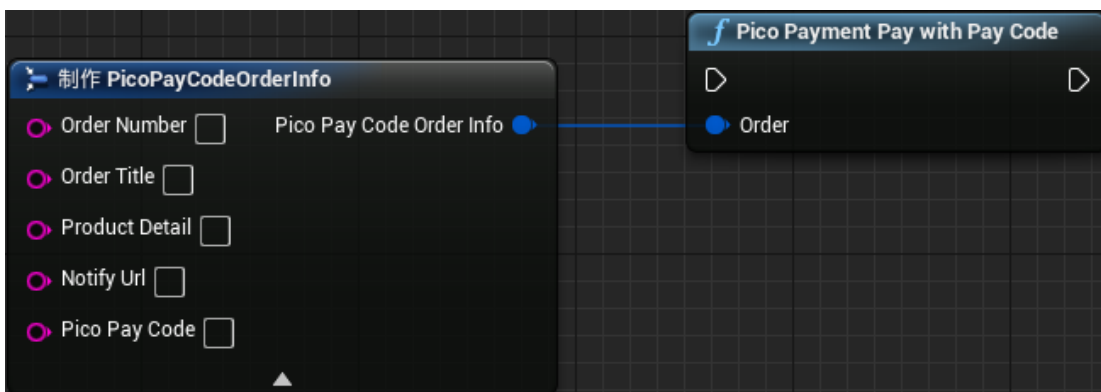 Pico Payment Pay with Pay Code
制作 PicoPayCodeOrderInfo
Order Number
Pico Pay Code Order Info
Order
Order Title
Product Detail
Notify Url
Pico Pay Code